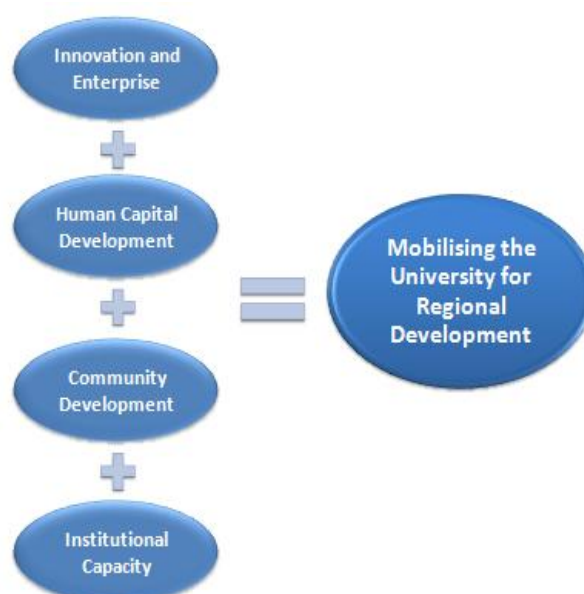 Innovation and
Enterprise
Human Capital
Development
Community
Development
Institutional
Capacity
Mobilising the
University for
Regional
Development